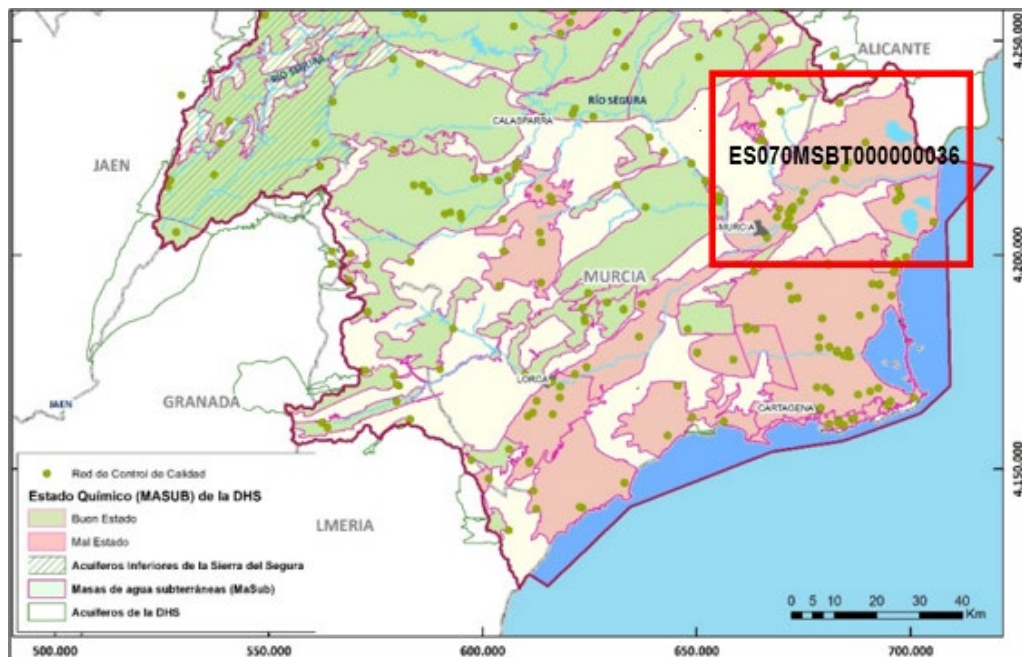 4.250.000
ALICANTE
RÍO SEGURA
RÍO SEGURA
CALASPARRA
ES070MSBT000000036
JAEN
MURCIA
4.200.000
MURCIA
LORCA
JAEN
GRANADA
CARTAGENA
4.150.000
Red de Control de Calidad
Estado Químico (MASUB) de la DHS
Buen Estado
Mal Estado
Acuíferos Inferiores de la Sierra del Segura
Masas de agua subterráneas (MaSub)
Acuíferos de la DHS
LMERIA
0 5 10 20 30 40
Km
500.000 550.000 600.000 650.000 700.000